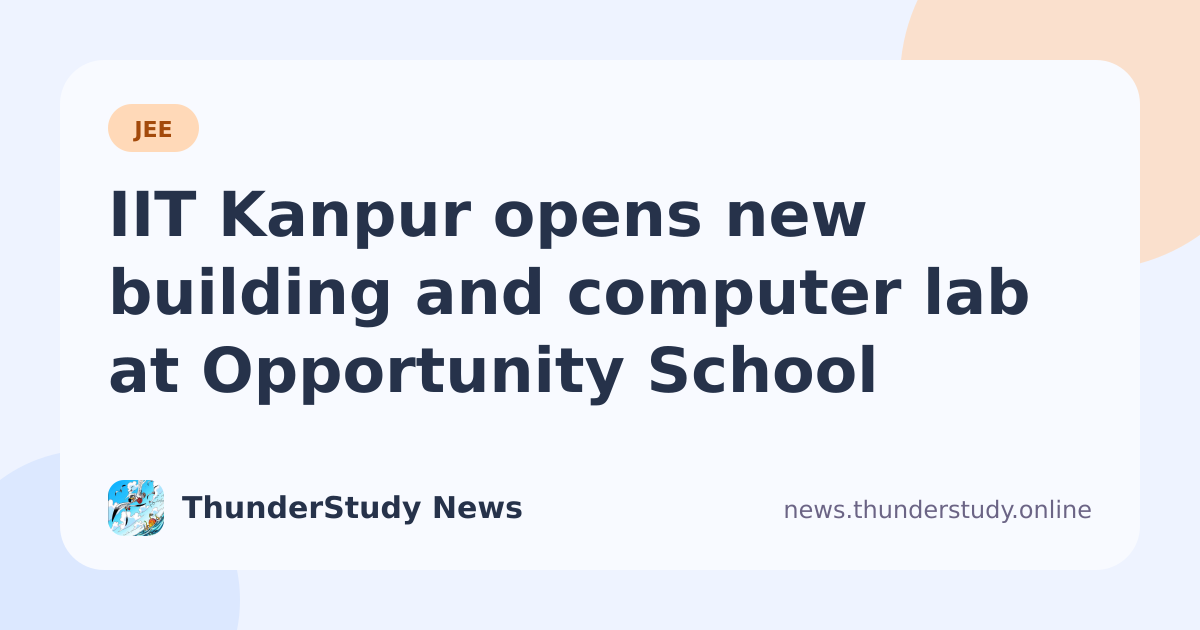 JEE
IIT Kanpur opens new
building and computer lab
at Opportunity School
ThunderStudy News
news.thunderstudy.online